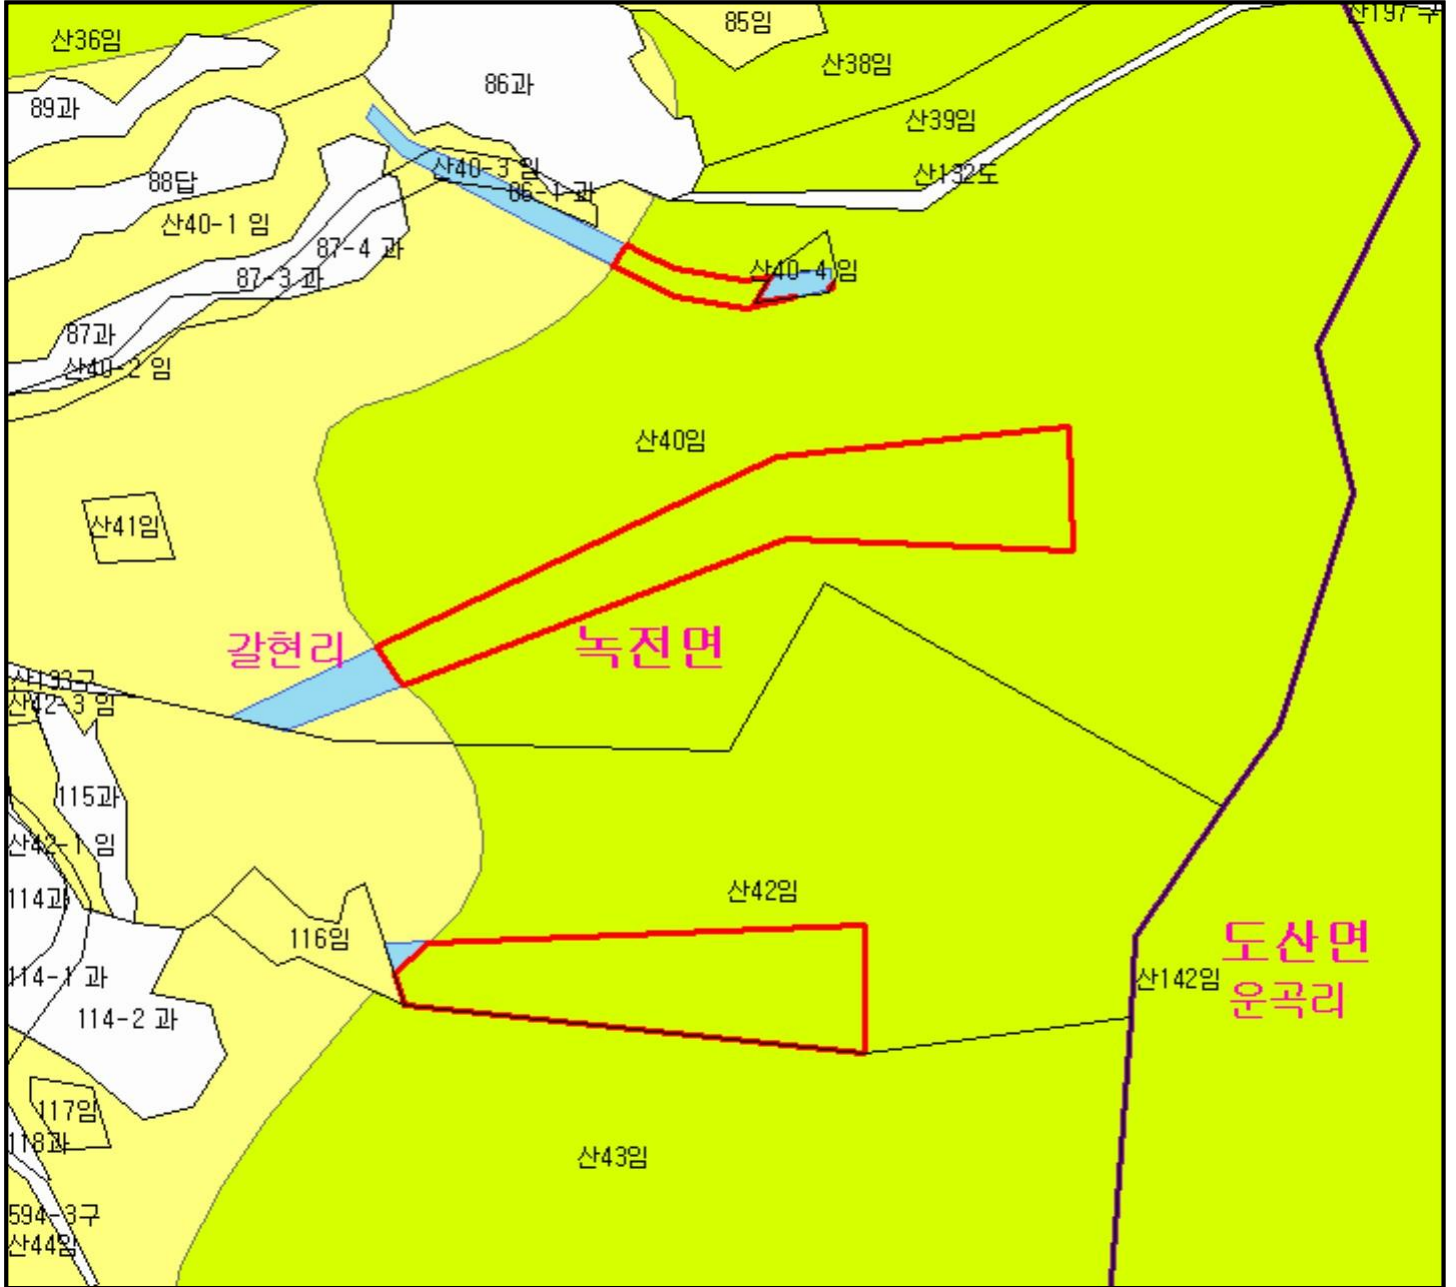 산36임
85임
산197 구
산38임
86과
89과
산39임
산40-3 임
산132도
88답
86-1 과
산40-1 임
87-4 과
산40-4 임
87-3 과
87과
산40-2 임
산40임
산41임
갈현리
녹전면
산133구
산42-3 임
115과
산42-1 임
114과
산42임
116임
도산면
114-1 과
산142임
운곡리
114-2 과
117임
118과
산43임
594-3구
산44임